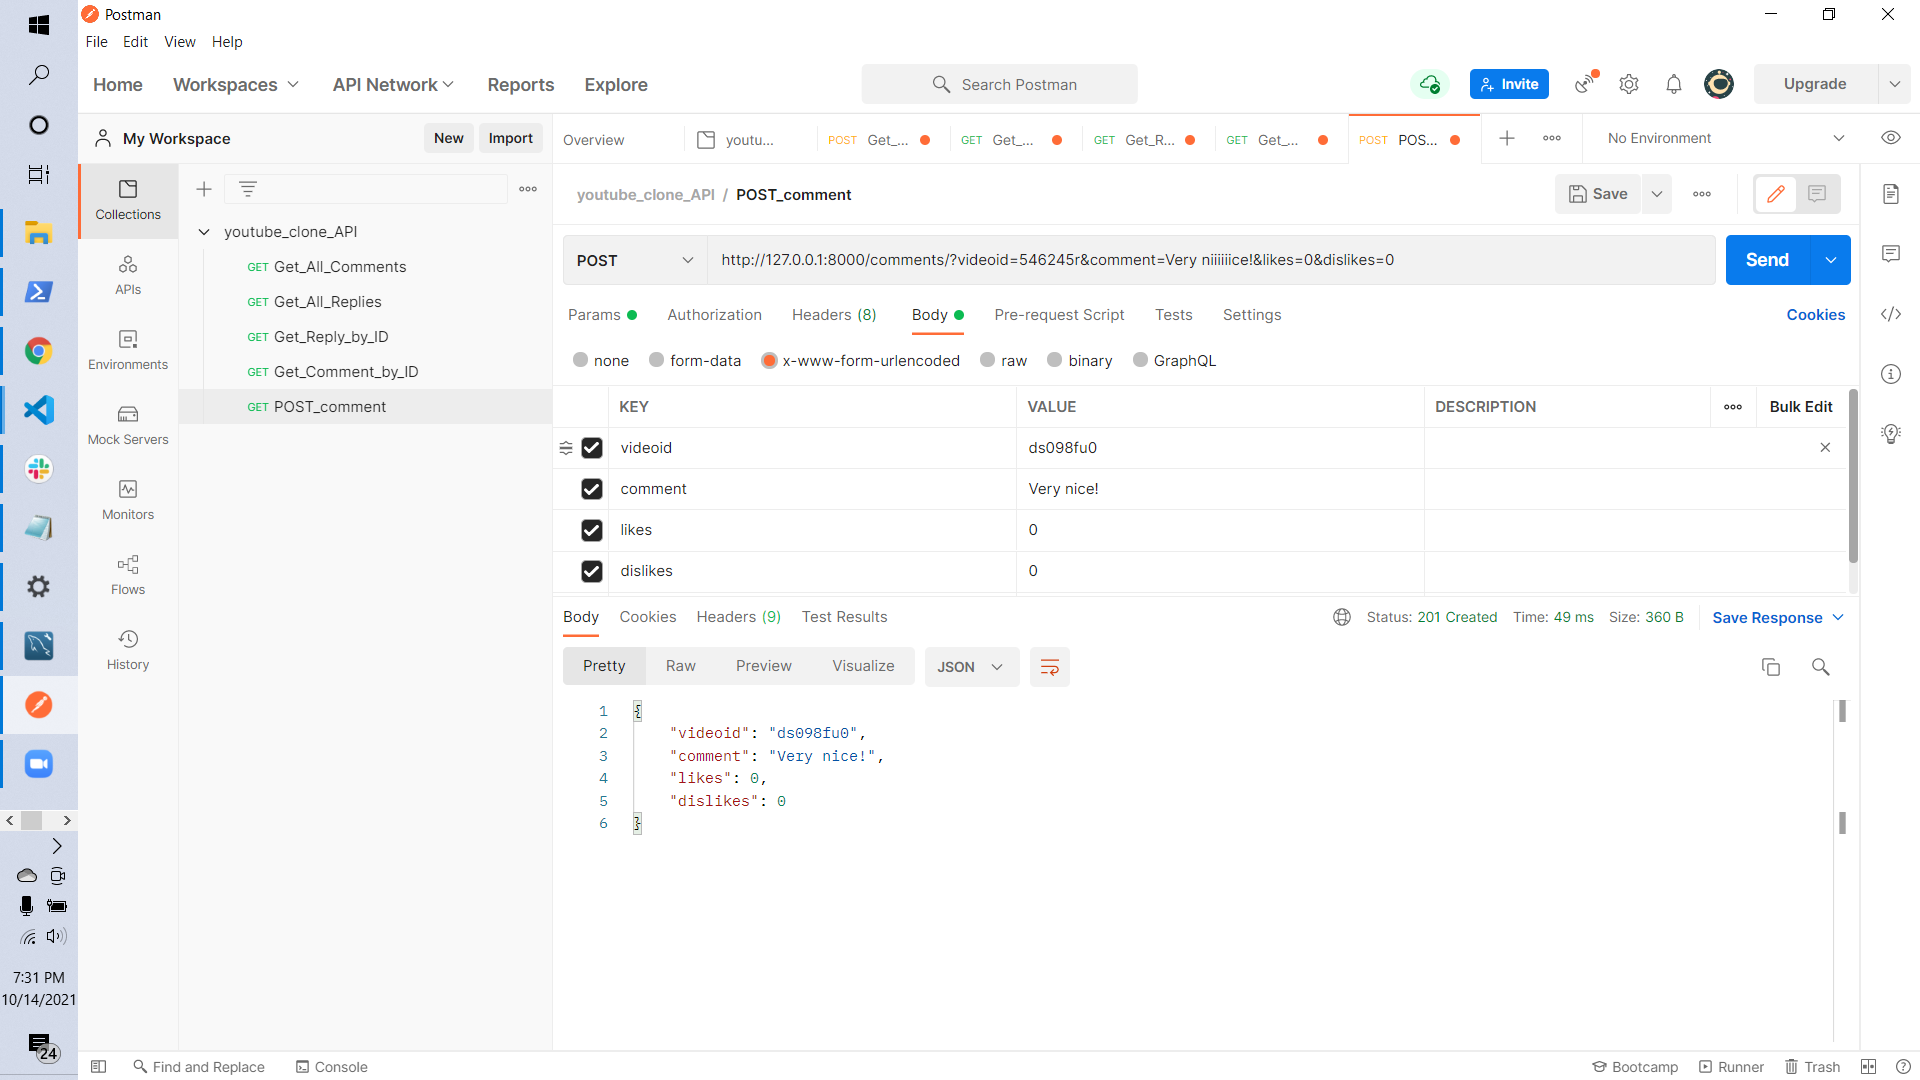 Postman
File Edit View Help
Home Workspaces API Network Reports Explore
Search Postman
Invite
Upgrade
My Workspace
New Import
Overview
youtu...
POST Get_...
GET Get_...
GET Get_R...
GET Get_...
POST POS...
No Environment
Collections
APIs
Environments
Mock Servers
Monitors
Flows
History
youtube_clone_API
GET Get_All_Comments
GET Get_All_Replies
GET Get_Reply_by_ID
GET Get_Comment_by_ID
GET POST_comment
youtube_clone_API / POST_comment
Save
POST
http://127.0.0.1:8000/comments/?videoid=546245r&comment=Very niiiiiice!&likes=0&dislikes=0
Send
Params Authorization Headers (8) Body Pre-request Script Tests Settings
Cookies
none form-data x-www-form-urlencoded raw binary GraphQL
KEY VALUE DESCRIPTION Bulk Edit
videoid ds098fu0
comment Very nice!
likes 0
dislikes 0
Body Cookies Headers (9) Test Results
Status: 201 Created Time: 49 ms Size: 360 B
Save Response
Pretty Raw Preview Visualize
JSON
1 {
2 "videoid": "ds098fu0",
3 "comment": "Very nice!",
4 "likes": 0,
5 "dislikes": 0
6 }
7:31 PM
10/14/2021
24
Find and Replace
Console
Bootcamp
Runner
Trash